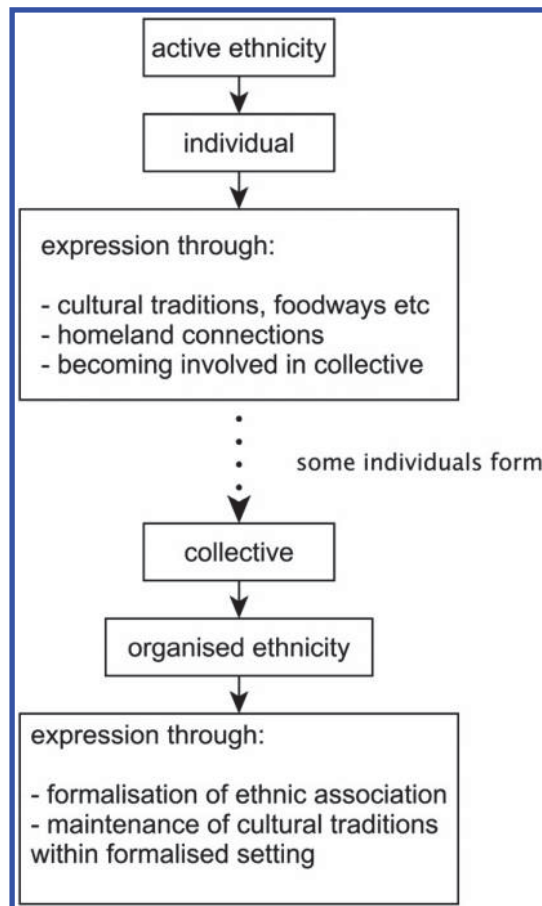 active ethnicity
individual
expression through:
- cultural traditions, foodways etc
- homeland connections
- becoming involved in collective
some individuals form
collective
organised ethnicity
expression through:
- formalisation of ethnic association
- maintenance of cultural traditions
within formalised setting